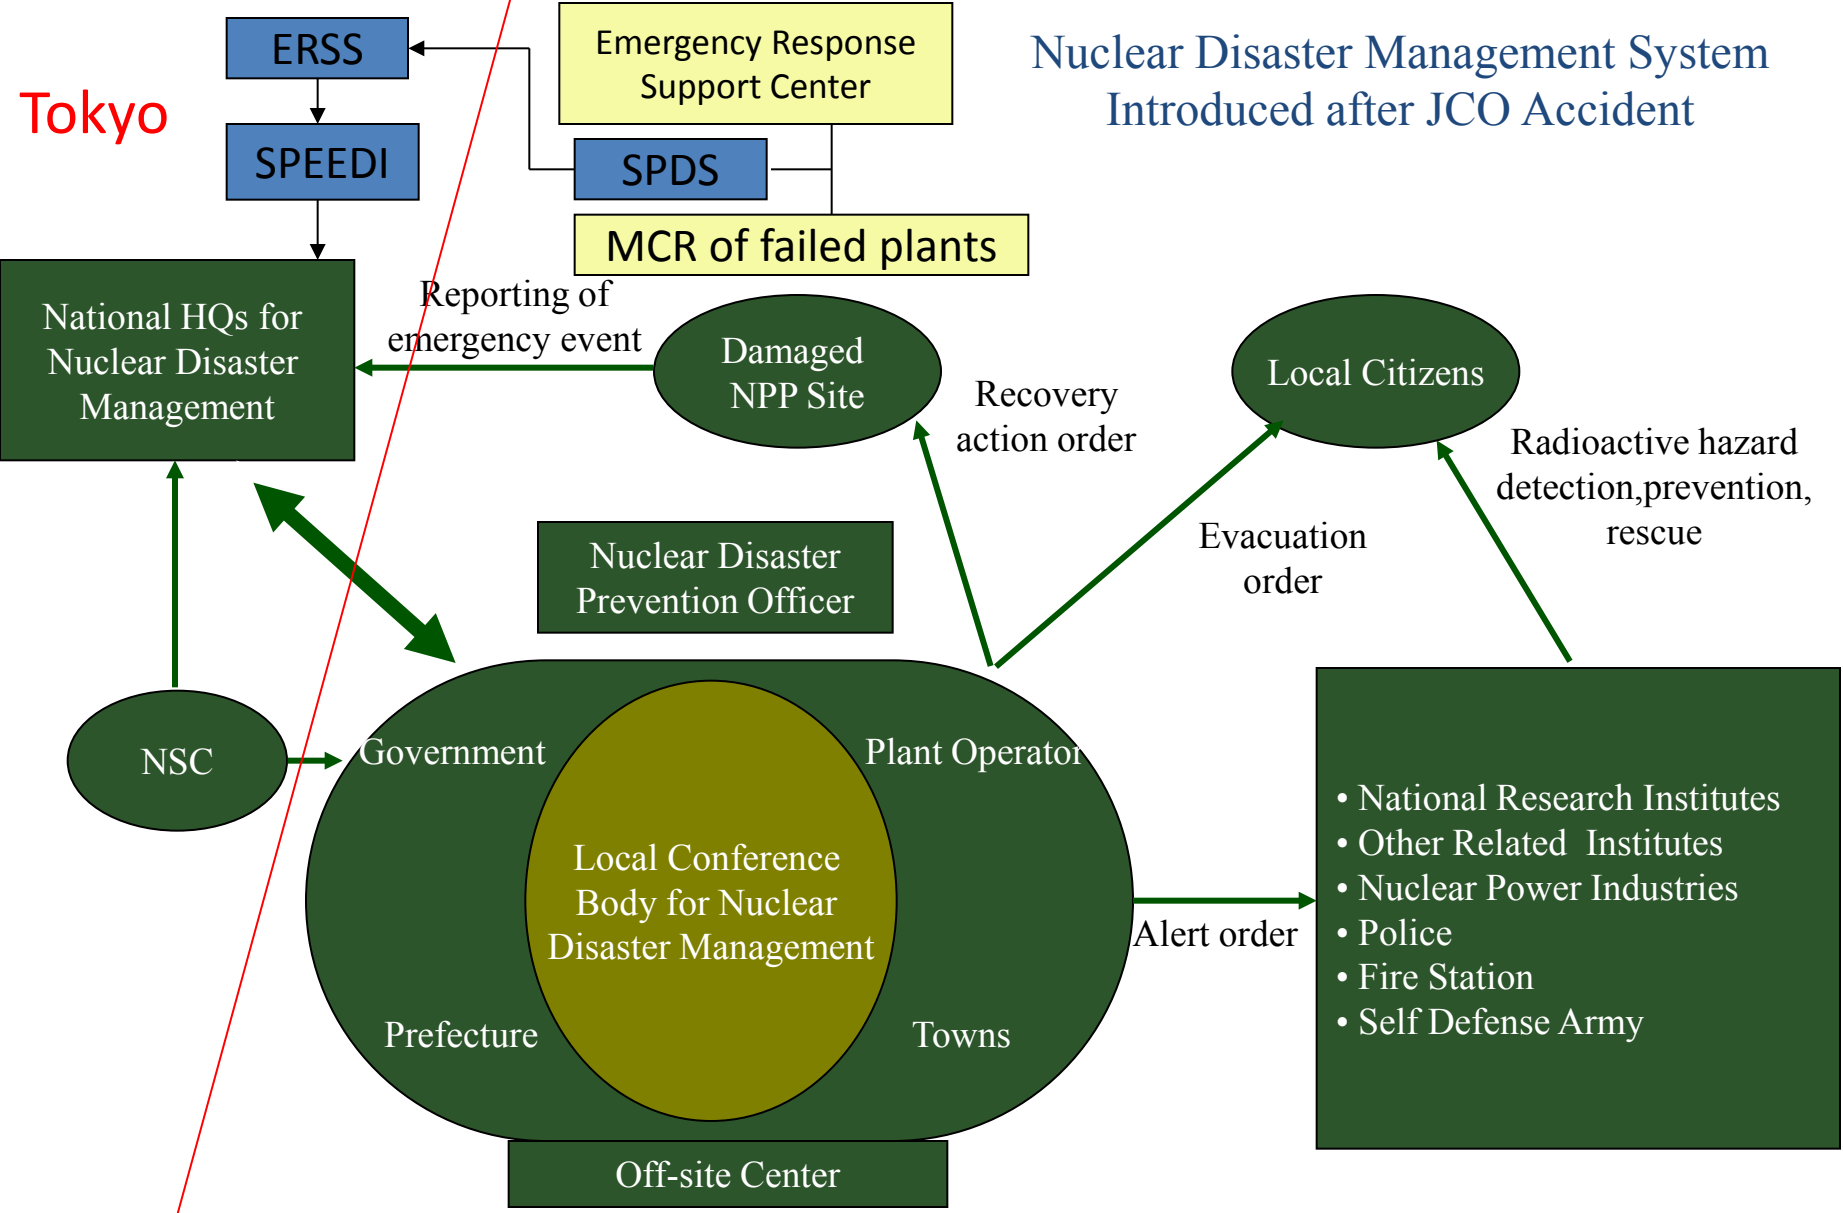 Nuclear Disaster Management System
Introduced after JCO Accident
Tokyo
ERSS
SPEEDI
Emergency Response
Support Center
SPDS
MCR of failed plants
National HQs for
Nuclear Disaster
Management
Reporting of
emergency event
Damaged
NPP Site
Recovery
action order
Local Citizens
Radioactive hazard
detection,prevention,
rescue
Evacuation
order
Nuclear Disaster
Prevention Officer
NSC
Government
Plant Operator
Local Conference
Body for Nuclear
Disaster Management
Prefecture
Towns
Off-site Center
Alert order
• National Research Institutes
• Other Related  Institutes
• Nuclear Power Industries
• Police
• Fire Station
• Self Defense Army